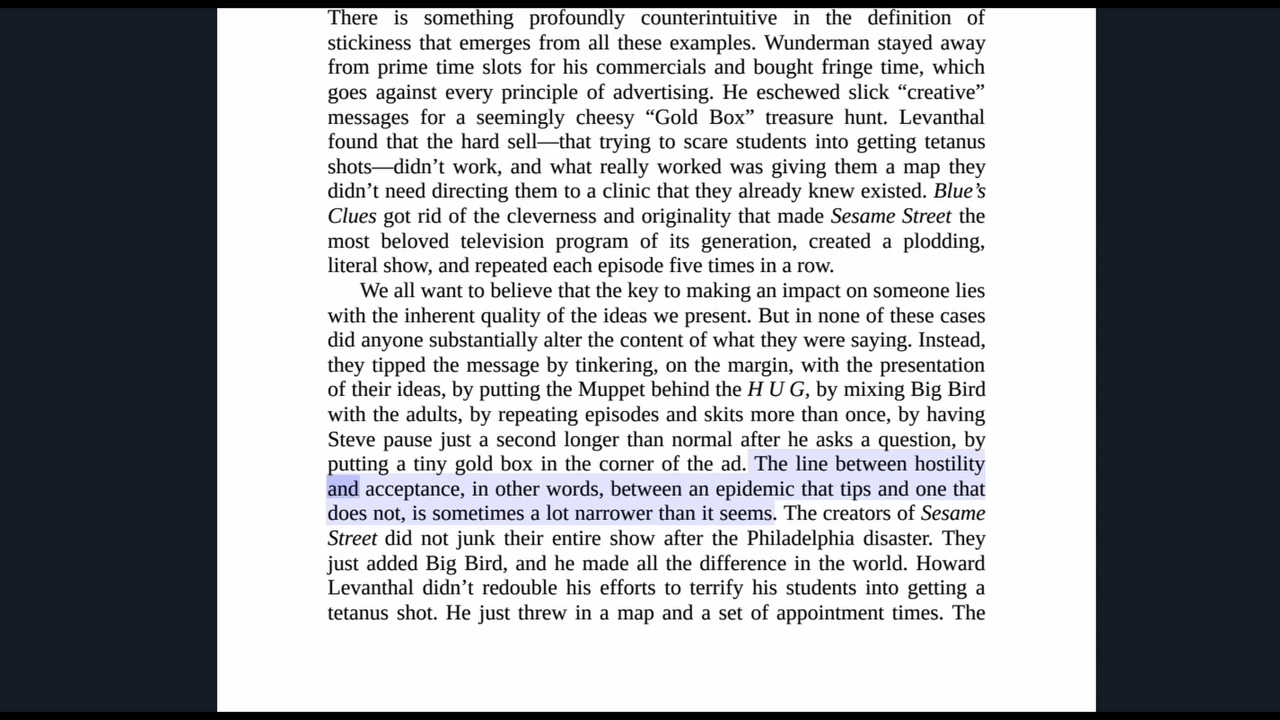 There is something profoundly counterintuitive in the definition of
stickiness that emerges from all these examples. Wunderman stayed away
from prime time slots for his commercials and bought fringe time, which
goes against every principle of advertising. He eschewed slick “creative”
messages for a seemingly cheesy “Gold Box” treasure hunt. Levanthal
found that the hard sell—that trying to scare students into getting tetanus
shots—didn’t work, and what really worked was giving them a map they
didn’t need directing them to a clinic that they already knew existed. Blue’s
Clues got rid of the cleverness and originality that made Sesame Street the
most beloved television program of its generation, created a plodding,
literal show, and repeated each episode five times in a row.
We all want to believe that the key to making an impact on someone lies
with the inherent quality of the ideas we present. But in none of these cases
did anyone substantially alter the content of what they were saying. Instead,
they tipped the message by tinkering, on the margin, with the presentation
of their ideas, by putting the Muppet behind the H U G, by mixing Big Bird
with the adults, by repeating episodes and skits more than once, by having
Steve pause just a second longer than normal after he asks a question, by
putting a tiny gold box in the corner of the ad. The line between hostility
and acceptance, in other words, between an epidemic that tips and one that
does not, is sometimes a lot narrower than it seems. The creators of Sesame
Street did not junk their entire show after the Philadelphia disaster. They
just added Big Bird, and he made all the difference in the world. Howard
Levanthal didn’t redouble his efforts to terrify his students into getting a
tetanus shot. He just threw in a map and a set of appointment times. The